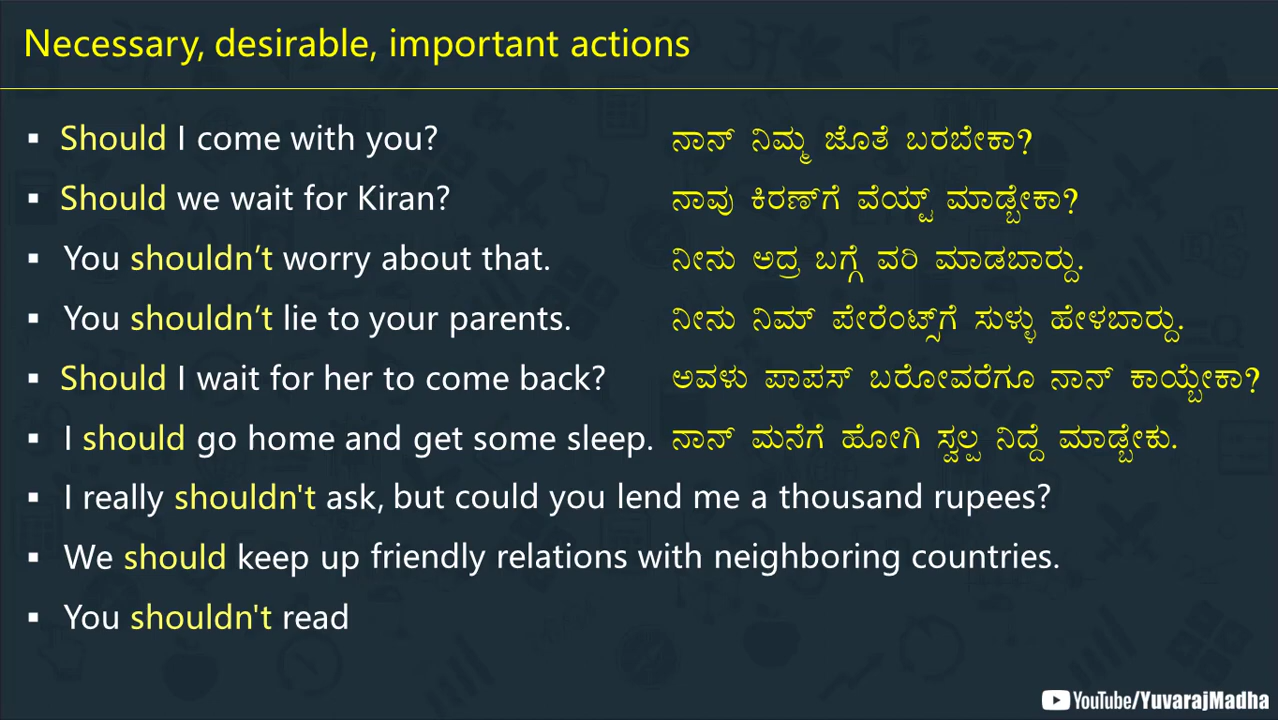 Necessary, desirable, important actions
▪ Should I come with you? ನಾನ್ ನಿಮ್ಮ ಜೊತೆ ಬರಬೇಕಾ?
▪ Should we wait for Kiran? ನಾವು ಕಿರಣ್‌ಗೆ ವೆಯ್ಟ್ ಮಾಡ್ಬೇಕಾ?
▪ You shouldn’t worry about that. ನೀನು ಅದ್ರ ಬಗ್ಗೆ ವರಿ ಮಾಡಬಾರ‍್ದು.
▪ You shouldn’t lie to your parents. ನೀನು ನಿಮ್ ಪೇರೆಂಟ್ಸ್‌ಗೆ ಸುಳ್ಳು ಹೇಳಬಾರ‍್ದು.
▪ Should I wait for her to come back? ಅವಳು ಪಾಪಸ್ ಬರೋವರೆಗೂ ನಾನ್ ಕಾಯ್ಬೇಕಾ?
▪ I should go home and get some sleep. ನಾನ್ ಮನೆಗೆ ಹೋಗಿ ಸ್ವಲ್ಪ ನಿದ್ದೆ ಮಾಡ್ಬೇಕು.
▪ I really shouldn't ask, but could you lend me a thousand rupees?
▪ We should keep up friendly relations with neighboring countries.
▪ You shouldn't read
YouTube/YuvarajMadha